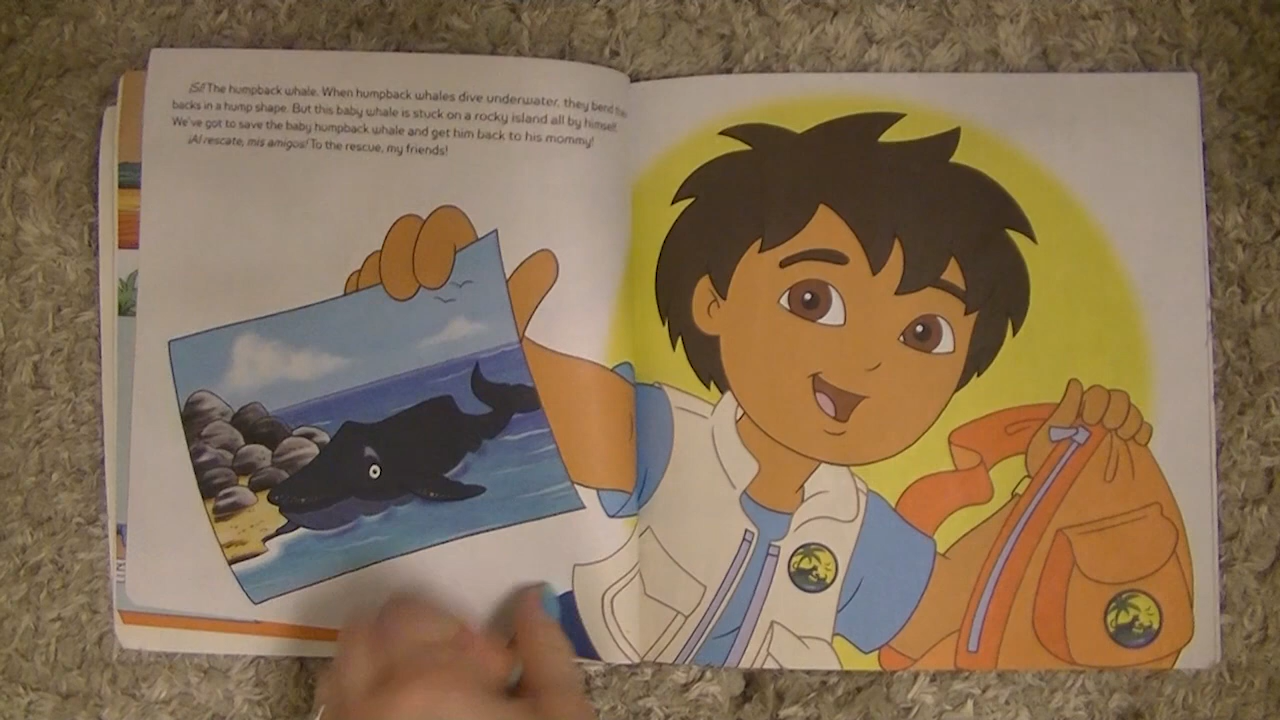 ¡Sí! The humpback whale. When humpback whales dive underwater, they bend the
backs in a hump shape. But this baby whale is stuck on a rocky island all by himself.
We've got to save the baby humpback whale and get him back to his mommy!
¡Al rescate, mis amigos! To the rescue, my friends!